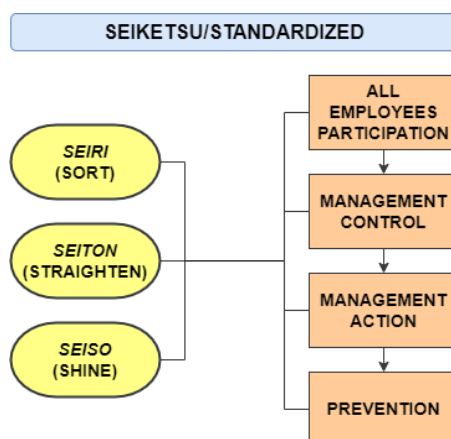 SEIKETSU/STANDARDIZED
SEIRI
(SORT)
SEITON
(STRAIGHTEN)
SEISO
(SHINE)
ALL
EMPLOYEES
PARTICIPATION
MANAGEMENT
CONTROL
MANAGEMENT
ACTION
PREVENTION